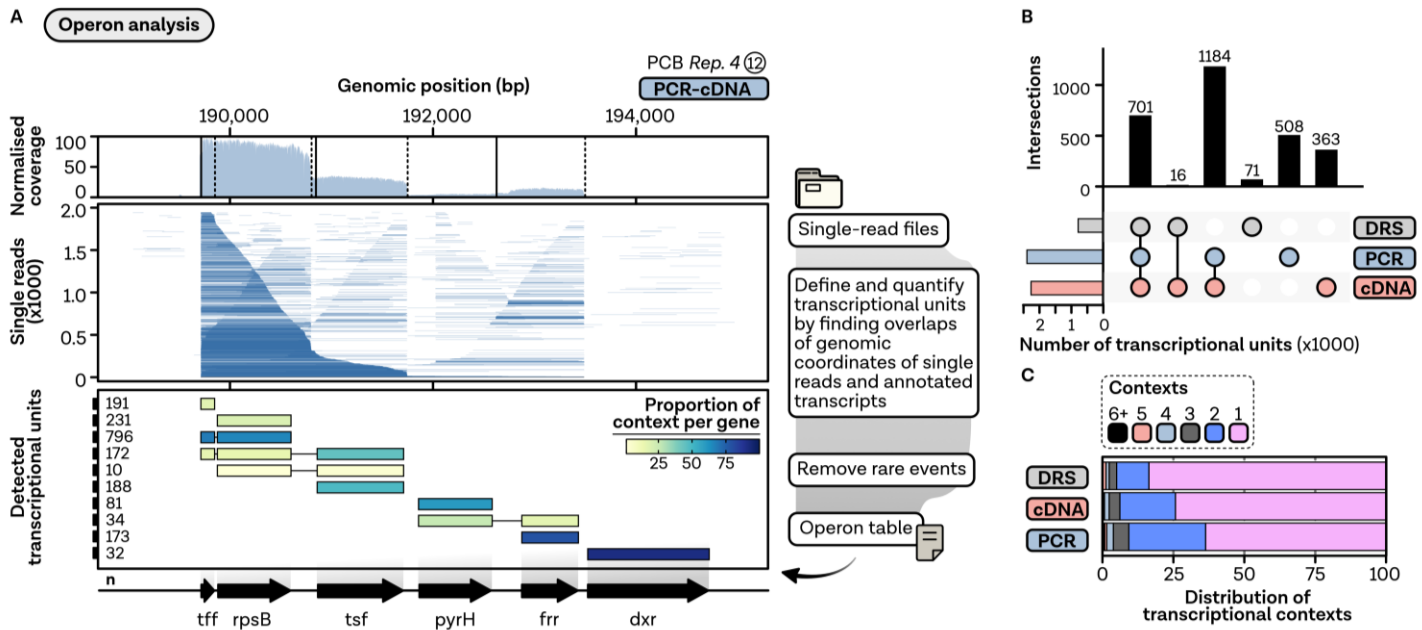 A
Operon analysis
PCB Rep. 4 12
PCR-cDNA
Genomic position (bp)
190,000 192,000 194,000
Normalised
coverage
100
50
0
Single reads
(x1000)
2.0
1.5
1.0
0.5
0
Detected
transcriptional units
191
231
796
172
10
188
81
34
173
32
n
Proportion of
context per gene
25 50 75
tff rpsB tsf pyrH frr dxr
Single-read files
Define and quantify
transcriptional units
by finding overlaps
of genomic
coordinates of single
reads and annotated
transcripts
Remove rare events
Operon table
B
Intersections
1000
500
0
701
16
1184
71
508
363
DRS
PCR
cDNA
2 1 0
Number of transcriptional units (x1000)
C
Contexts
6+ 5 4 3 2 1
DRS
cDNA
PCR
0 25 50 75 100
Distribution of
transcriptional contexts